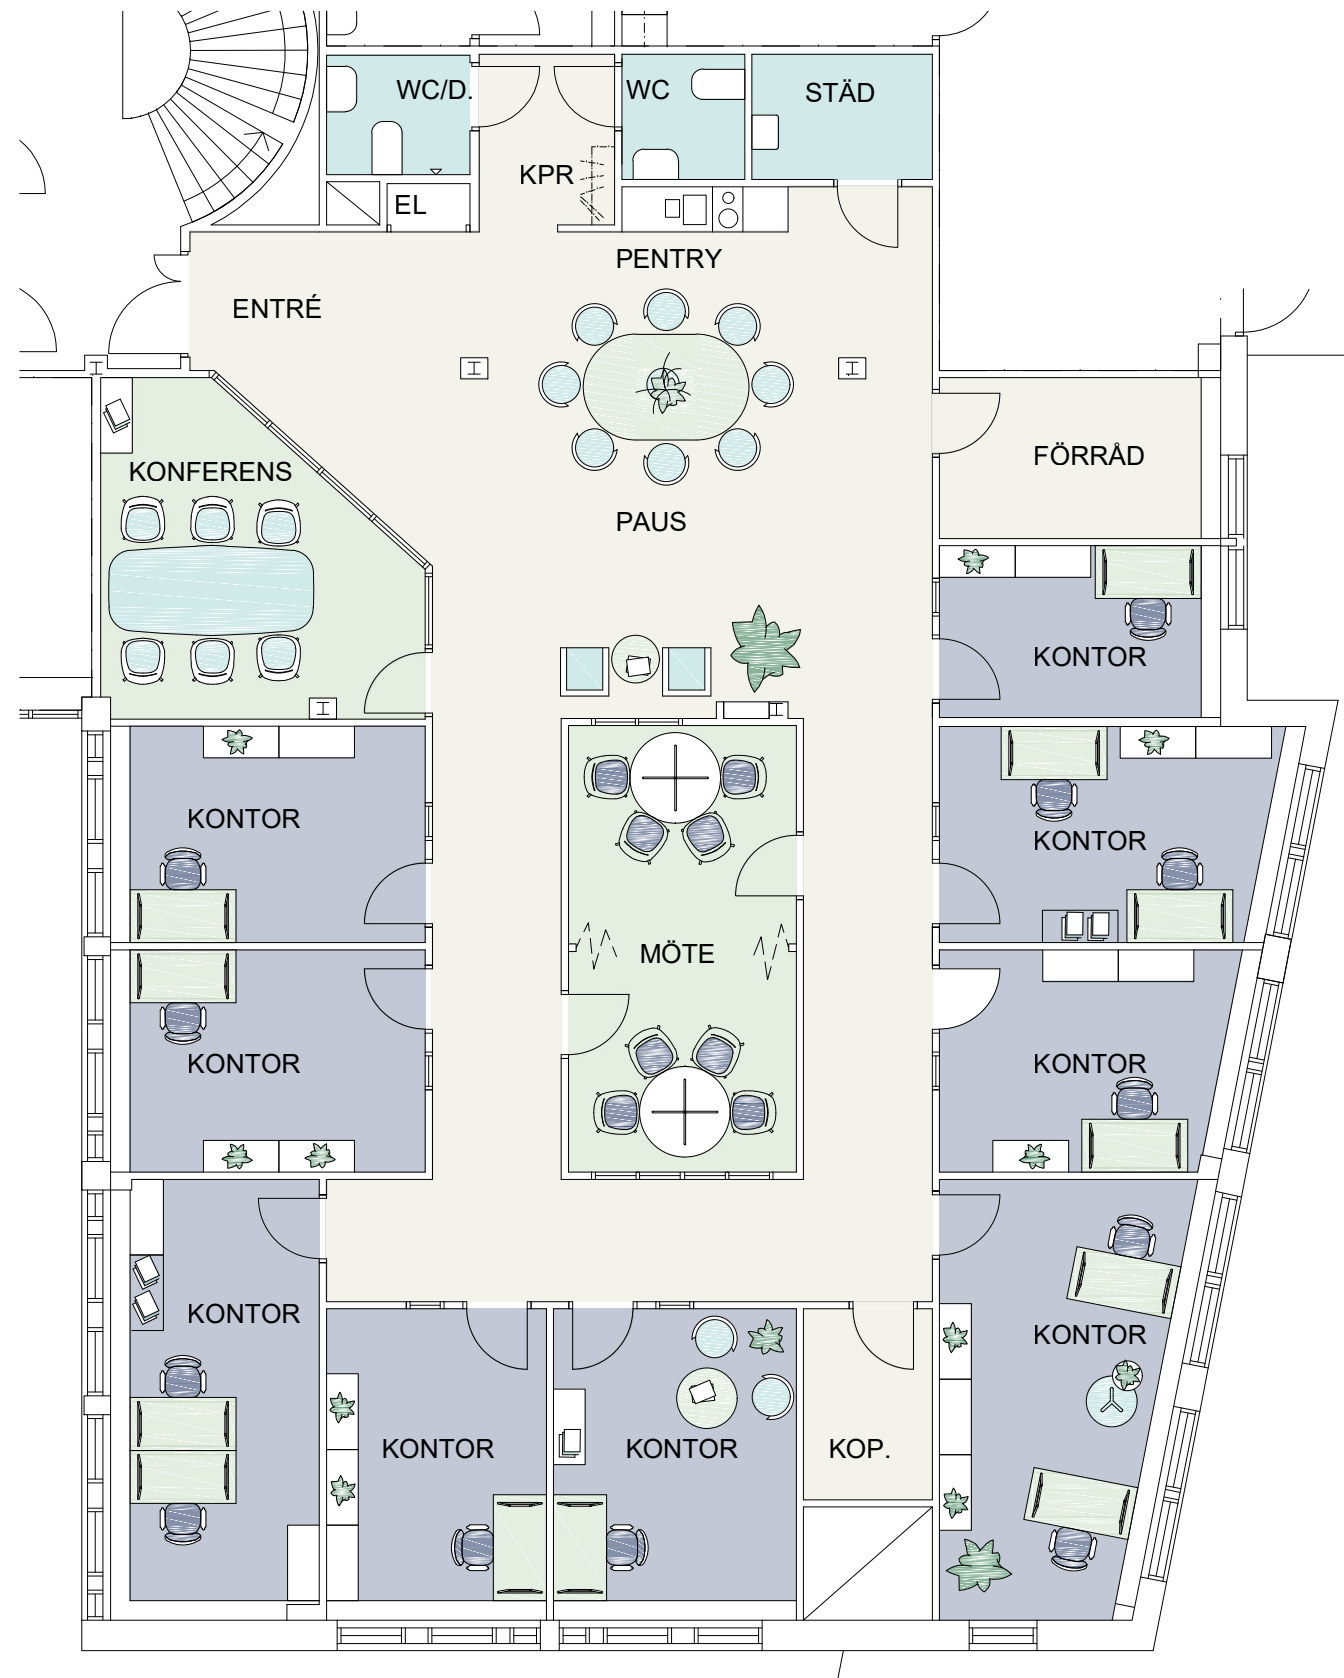 WC/D.
WC
STÄD
KPR
EL
PENTRY
ENTRÉ
FÖRRÅD
KONFERENS
PAUS
KONTOR
KONTOR
KONTOR
MÖTE
KONTOR
KONTOR
KONTOR
KONTOR
KONTOR
KONTOR
KOP.
KONTOR